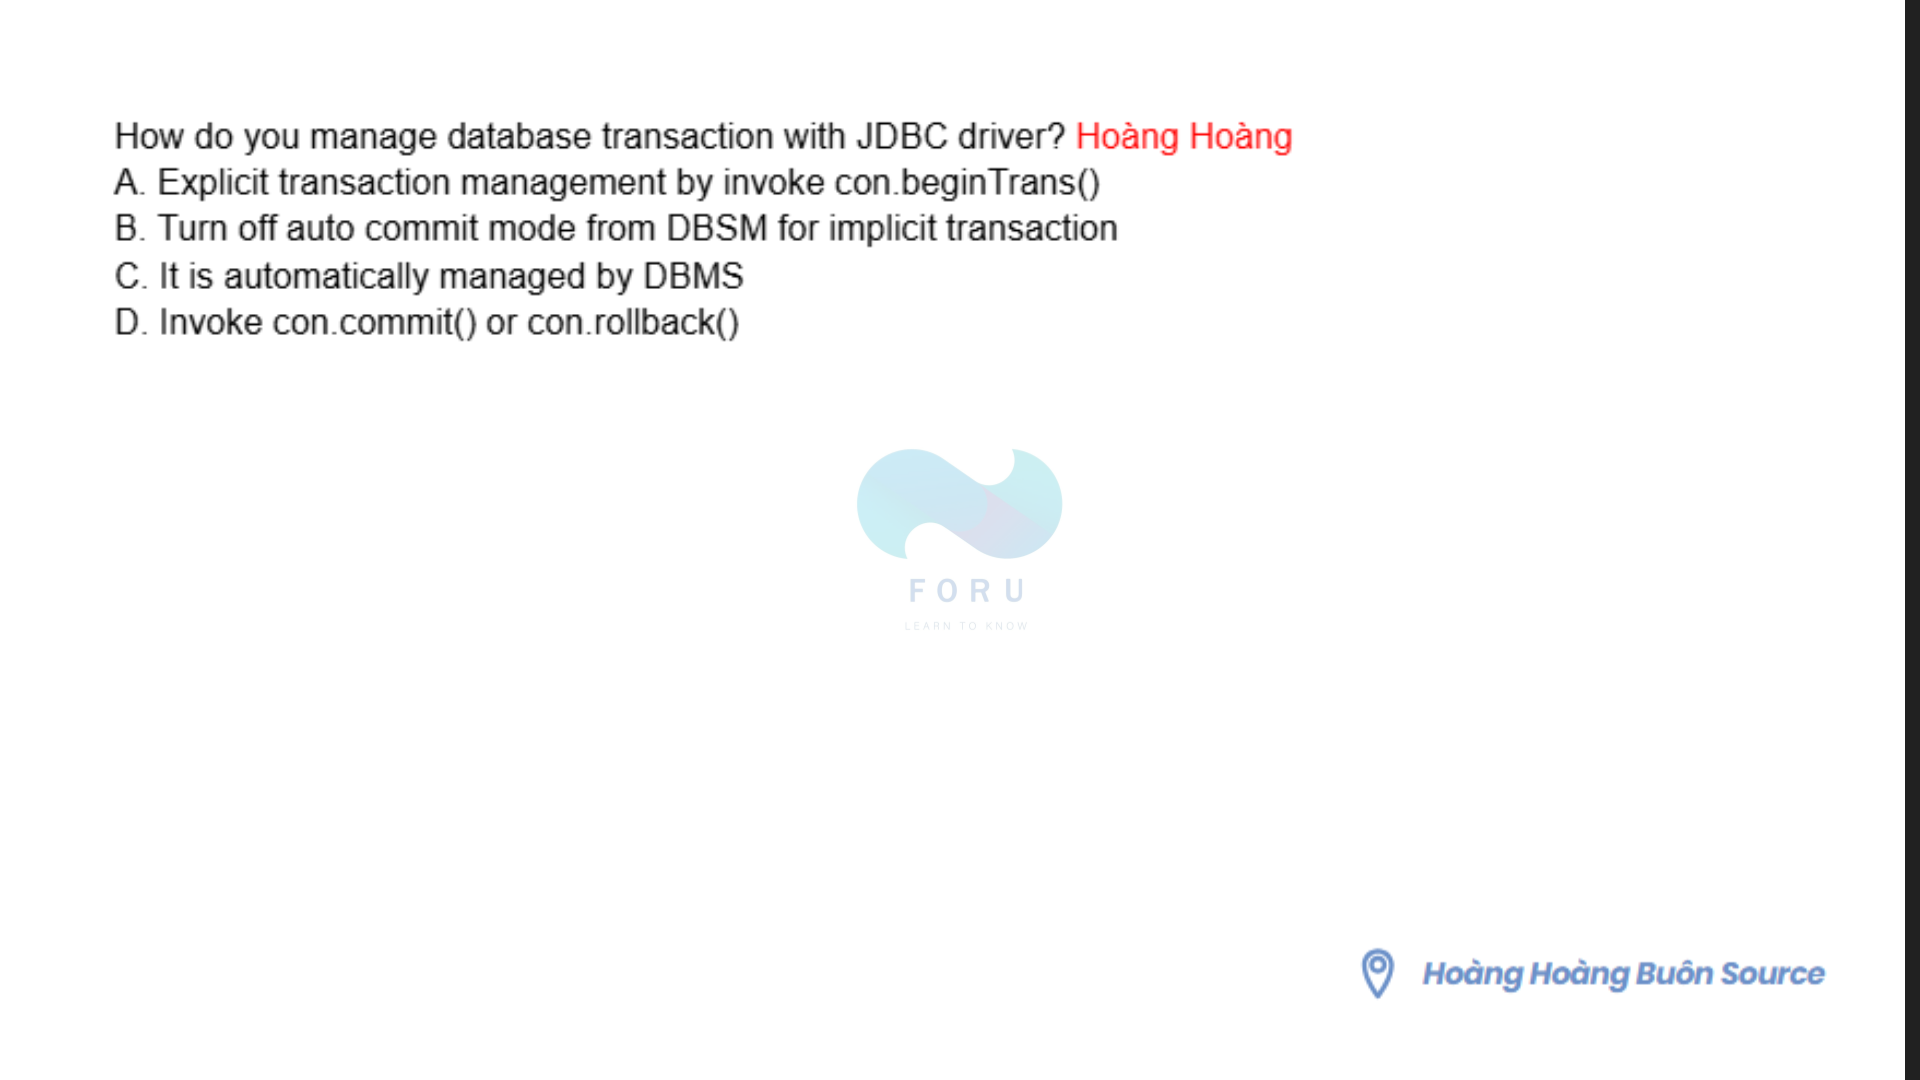 How do you manage database transaction with JDBC driver? Hoàng Hoàng
A. Explicit transaction management by invoke con.beginTrans()
B. Turn off auto commit mode from DBSM for implicit transaction
C. It is automatically managed by DBMS
D. Invoke con.commit() or con.rollback()
FORU
LEARN TO KNOW
Hoàng Hoàng Buôn Source